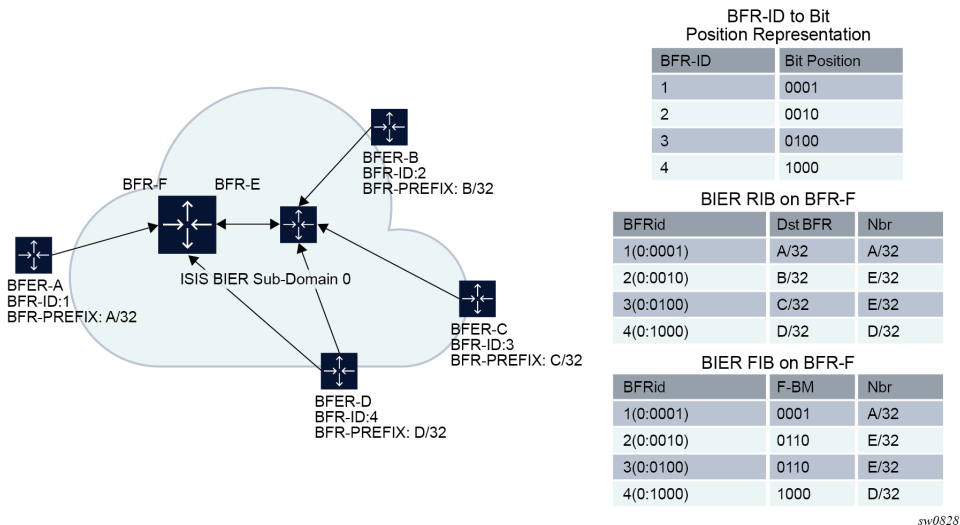 BFR-F
BFR-E
BFER-B
BFR-ID:2
BFR-PREFIX: B/32
BFER-A
BFR-ID:1
BFR-PREFIX: A/32
ISIS BIER Sub-Domain 0
BFER-C
BFR-ID:3
BFR-PREFIX: C/32
BFER-D
BFR-ID:4
BFR-PREFIX: D/32
BFR-ID to Bit
Position Representation
BFR-ID Bit Position
1 0001
2 0010
3 0100
4 1000
BIER RIB on BFR-F
BFRid Dst BFR Nbr
1(0:0001) A/32 A/32
2(0:0010) B/32 E/32
3(0:0100) C/32 E/32
4(0:1000) D/32 D/32
BIER FIB on BFR-F
BFRid F-BM Nbr
1(0:0001) 0001 A/32
2(0:0010) 0110 E/32
3(0:0100) 0110 E/32
4(0:1000) 1000 D/32
sw0828